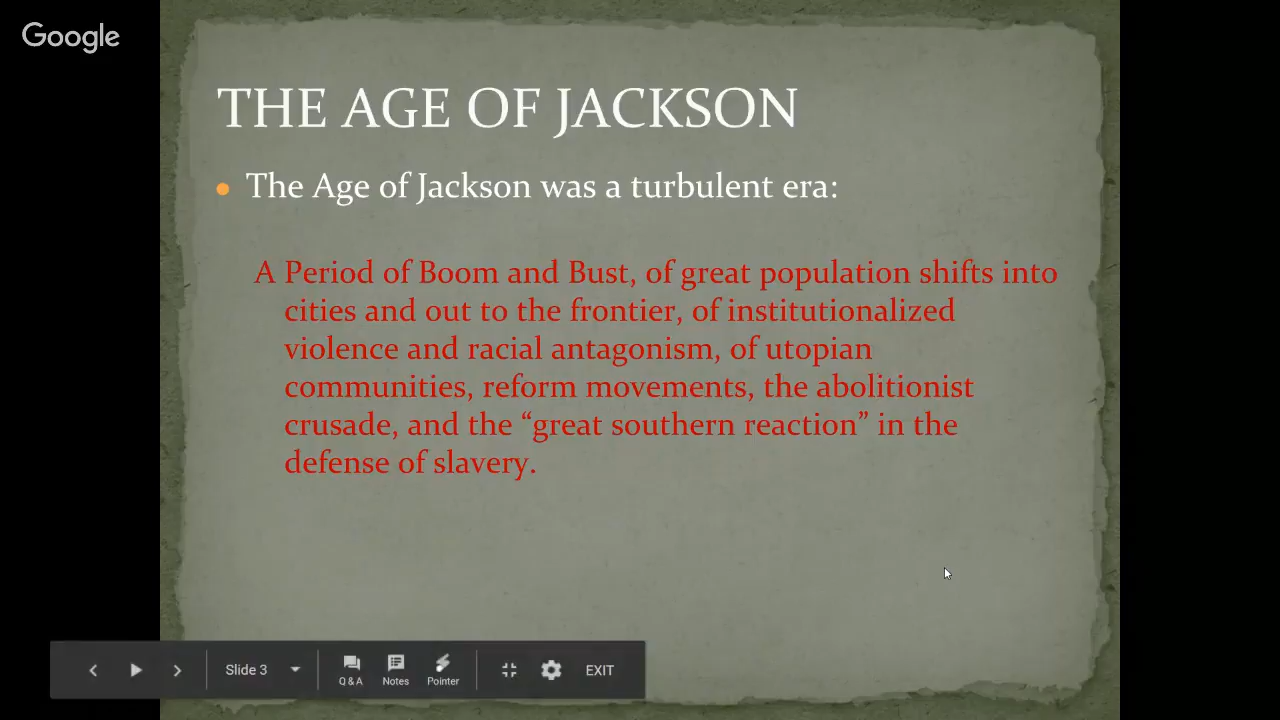 Google
THE AGE OF JACKSON
The Age of Jackson was a turbulent era:
A Period of Boom and Bust, of great population shifts into
cities and out to the frontier, of institutionalized
violence and racial antagonism, of utopian
communities, reform movements, the abolitionist
crusade, and the “great southern reaction” in the
defense of slavery.
Slide 3
Q & A
Notes
Pointer
EXIT